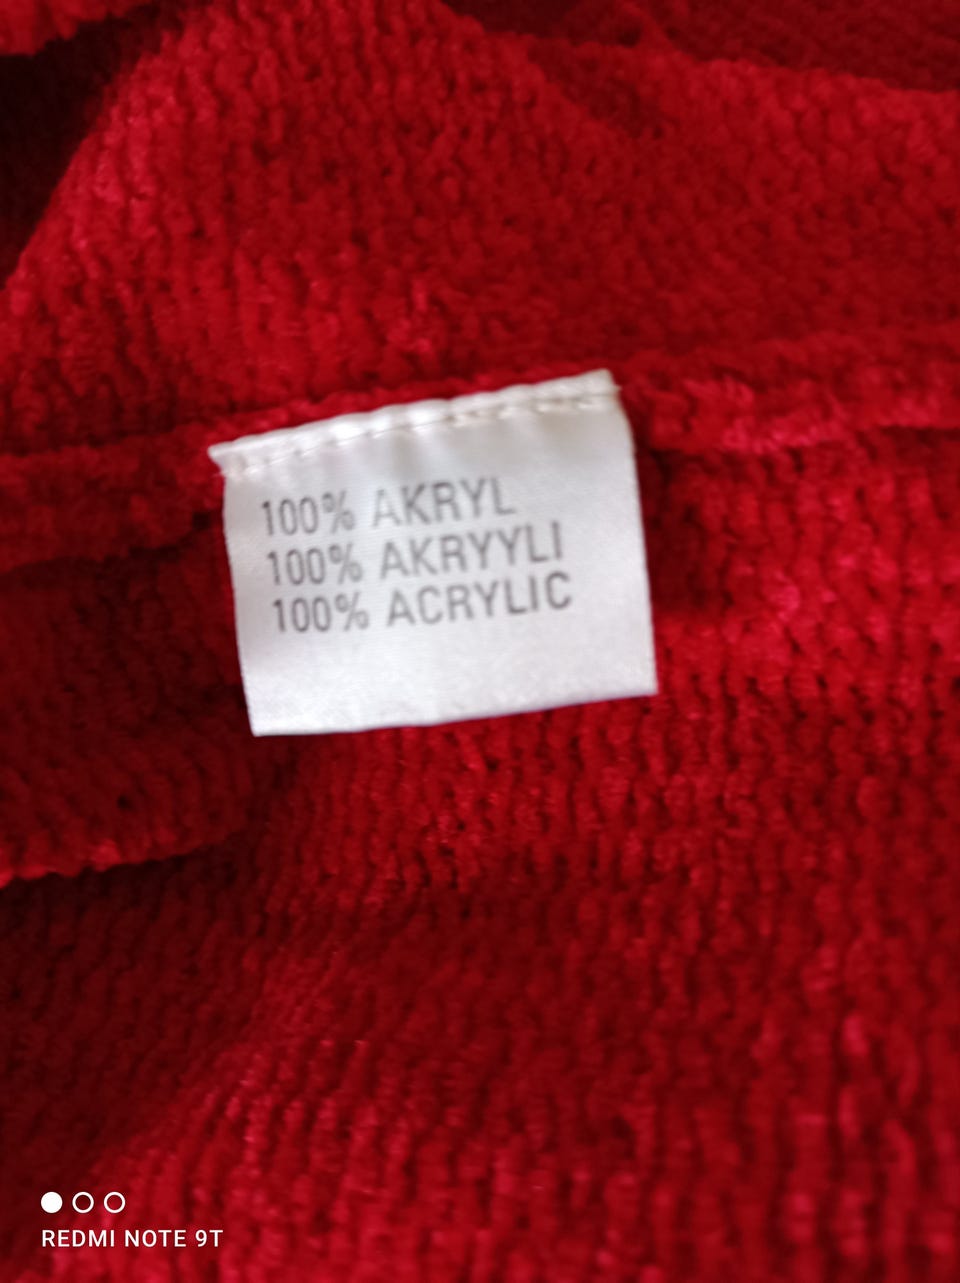 100% AKRYL
100% AKRYYLI
100% ACRYLIC
REDMI NOTE 9T